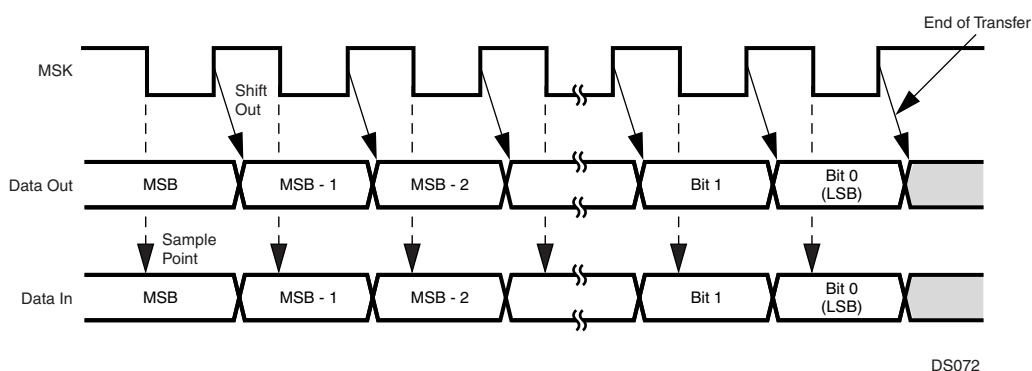 End of Transfer
MSK
Shift
Out
Data Out
MSB
MSB - 1
MSB - 2
Bit 1
Bit 0
(LSB)
Sample
Point
Data In
MSB
MSB - 1
MSB - 2
Bit 1
Bit 0
(LSB)
DS072